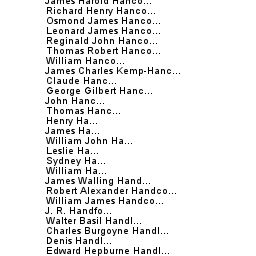 James Harold Hanco...
Richard Henry Hanco...
Osmond James Hanco...
Leonard James Hanco...
Reginald John Hanco...
Thomas Robert Hanco...
William Hanco...
James Charles Kemp-Hanc...
Claude Hanc...
George Gilbert Hanc...
John Hanc...
Thomas Hanc...
Henry Ha...
James Ha...
William John Ha...
Leslie Ha...
Sydney Ha...
William Ha...
James Walling Hand...
Robert Alexander Handco...
William James Handco...
J. R. Handfo...
Walter Basil Handl...
Charles Burgoyne Handl...
Denis Handl...
Edward Hepburne Handl...